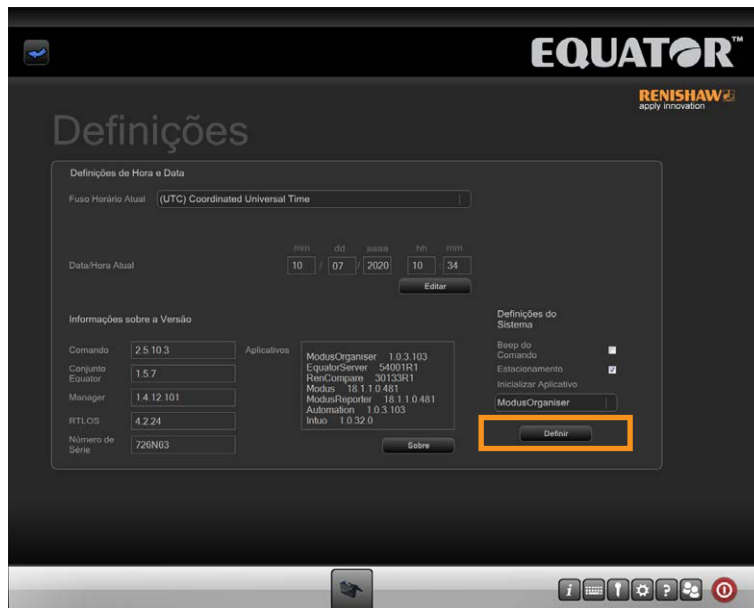 EQUATOR™
RENISHAW
apply innovation
Definições
Definições de Hora e Data
Fuso Horário Atual (UTC) Coordinated Universal Time
mm dd aaaa hh mm
Data/Hora Atual 10 / 07 / 2020 10 : 34
Editar
Informações sobre a Versão
Comando 2.5.10.3
Conjunto
Equator 1.5.7
Manager 1.4.12.101
RTLOS 4.2.24
Número de
Série 726N63
Aplicativos
ModusOrganiser 1.0.3.103
EquatorServer 54001R1
RenCompare 30133R1
Modus 18.1.1.0.481
ModusReporter 18.1.1.0.481
Automation 1.0.3.103
Intuo 1.0.32.0
Sobre
Definições do
Sistema
Beep do
Comando
Estacionamento
Inicializar Aplicativo
ModusOrganiser
Definir